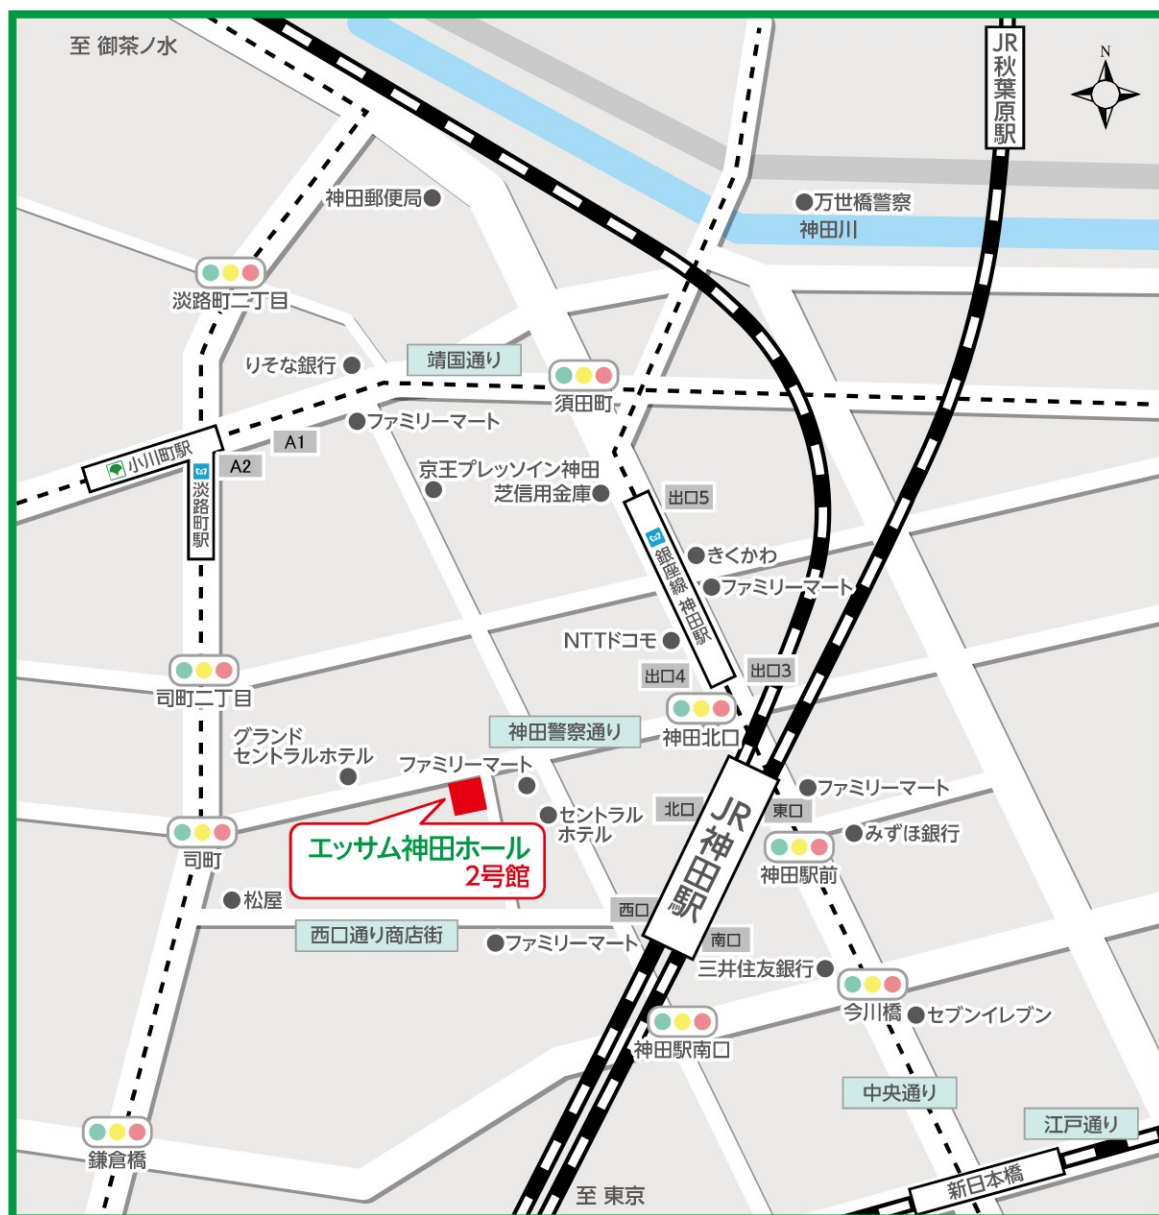 至 御茶ノ水
JR秋葉原駅
N
神田郵便局
万世橋警察
神田川
淡路町二丁目
りそな銀行
靖国通り
須田町
ファミリーマート
小川町駅
A1
A2
淡路町駅
京王プレッソイン神田
芝信用金庫
出口5
銀座線 神田駅
きくかわ
ファミリーマート
NTTドコモ
出口4
出口3
司町二丁目
神田北口
神田警察通り
グランド
セントラルホテル
ファミリーマート
セントラル
ホテル
北口
JR神田駅
東口
ファミリーマート
みずほ銀行
神田駅前
司町
エッサム神田ホール
2号館
松屋
西口
西口通り商店街
ファミリーマート
南口
三井住友銀行
今川橋
セブンイレブン
神田駅南口
中央通り
江戸通り
鎌倉橋
至 東京
新日本橋